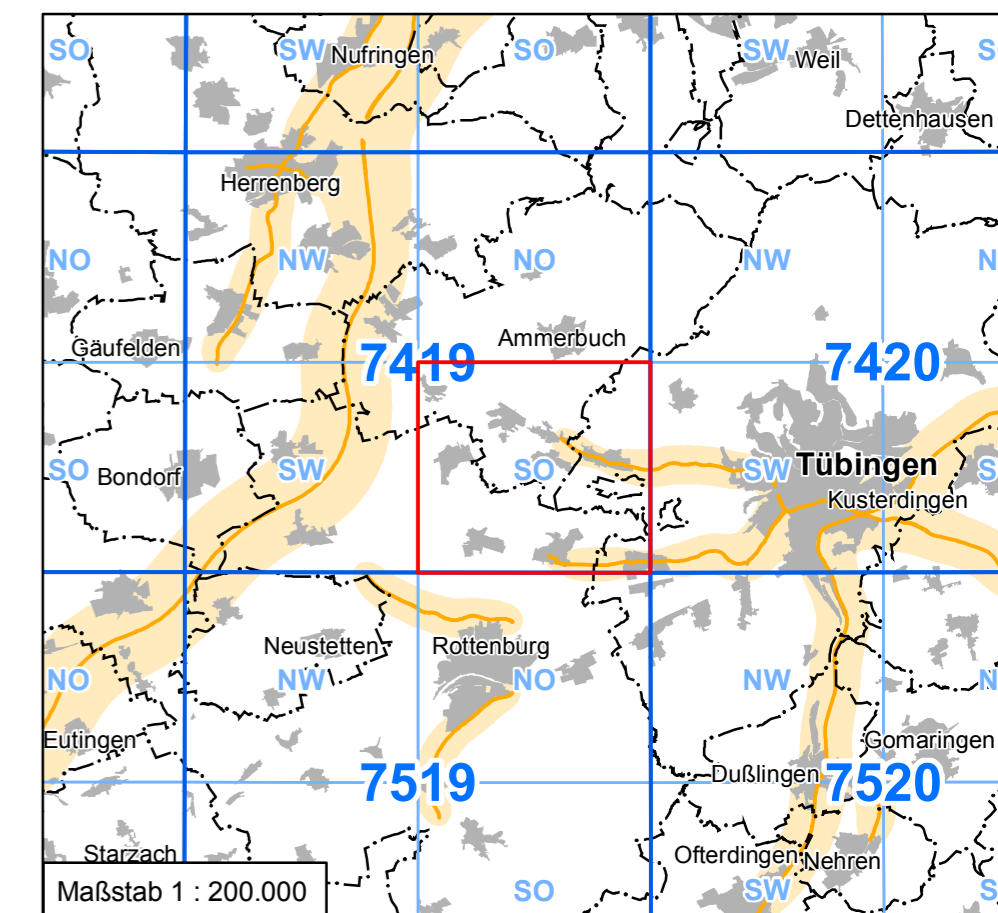 SO SW Nufringen SO SW Weil S
Dettenhausen
Herrenberg
NO NW NO NW N
Ammerbuch
Gäufelden 7419 7420
SO Bondorf SW SO SW Tübingen S
Kusterdingen
Neustetten Rottenburg
NO NW NO NW N
Eutingen Gomaringen
7519 Dußlingen 7520
Starzach Ofterdingen Nehren
Maßstab 1 : 200.000 SO SW S